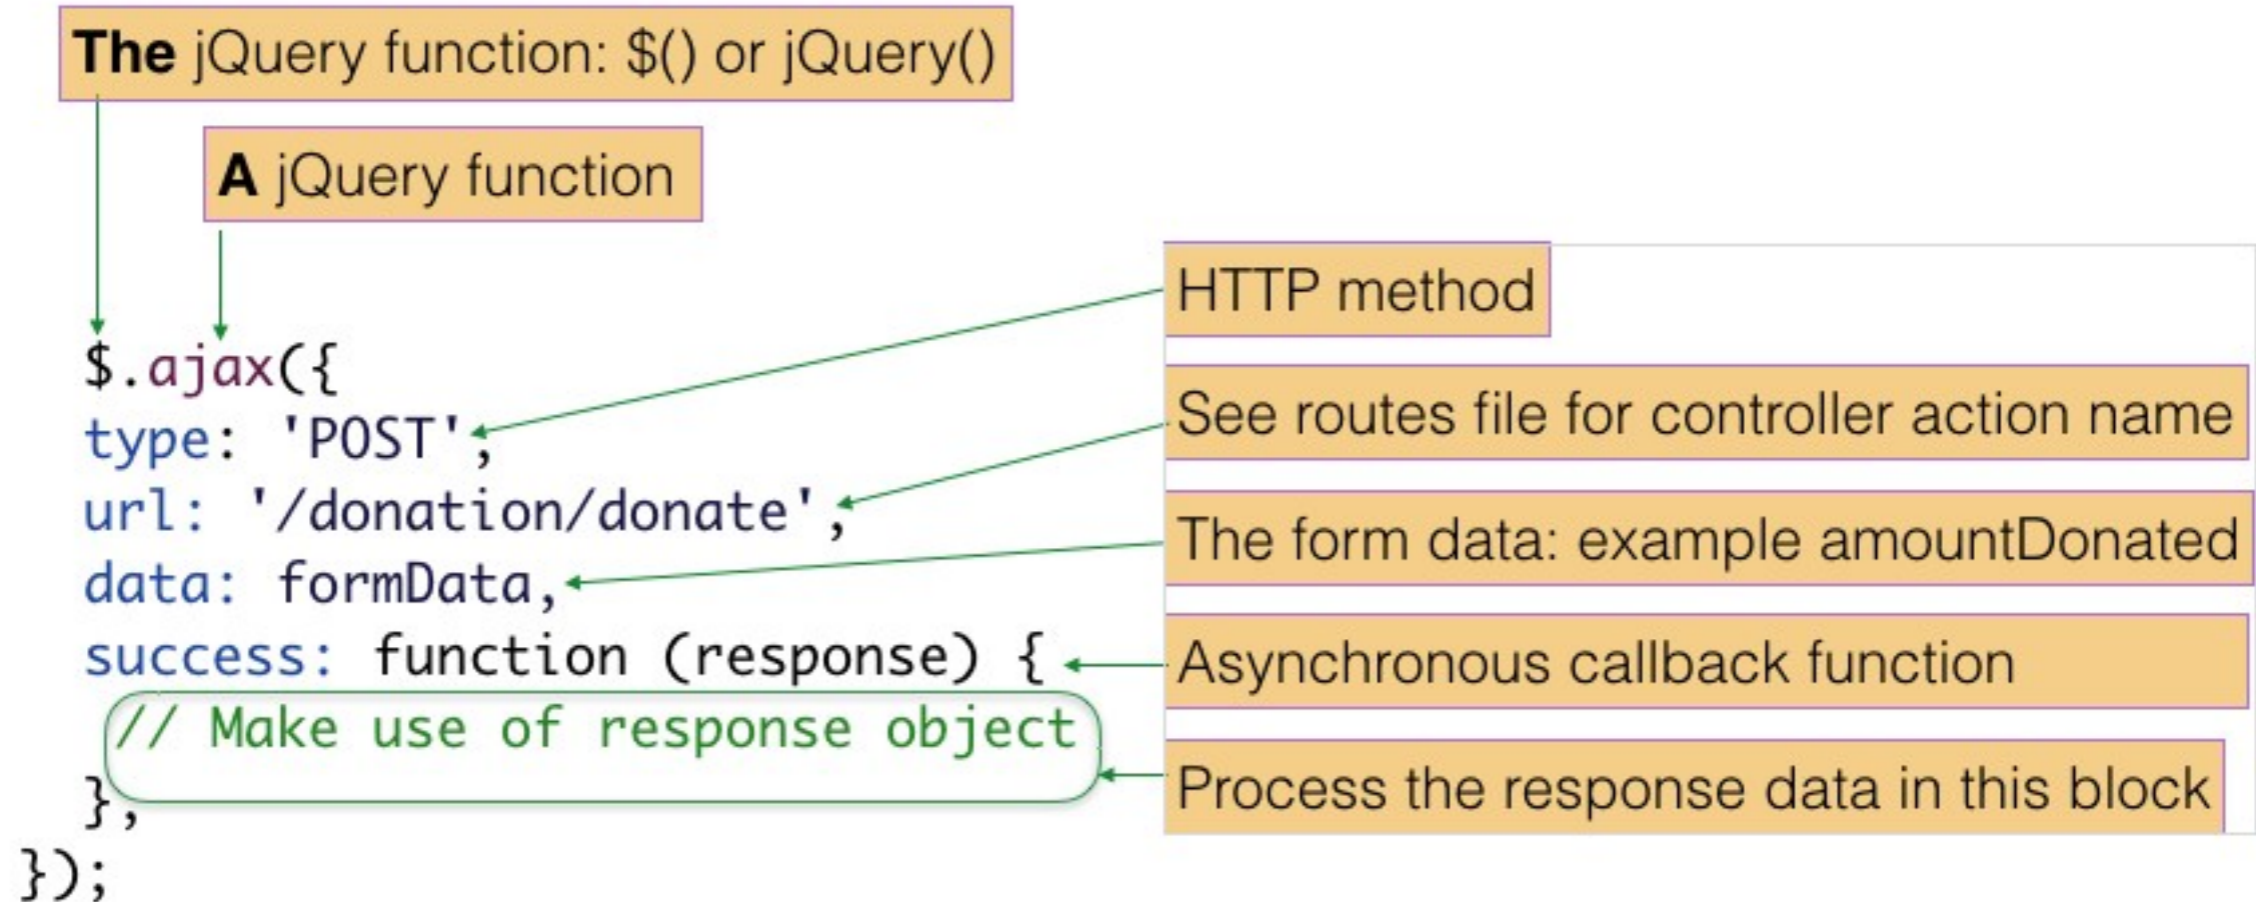 The jQuery function: $() or jQuery()
A jQuery function
$.ajax({
type: 'POST',
url: '/donation/donate',
data: formData,
success: function (response) {
// Make use of response object
},
});
HTTP method
See routes file for controller action name
The form data: example amountDonated
Asynchronous callback function
Process the response data in this block